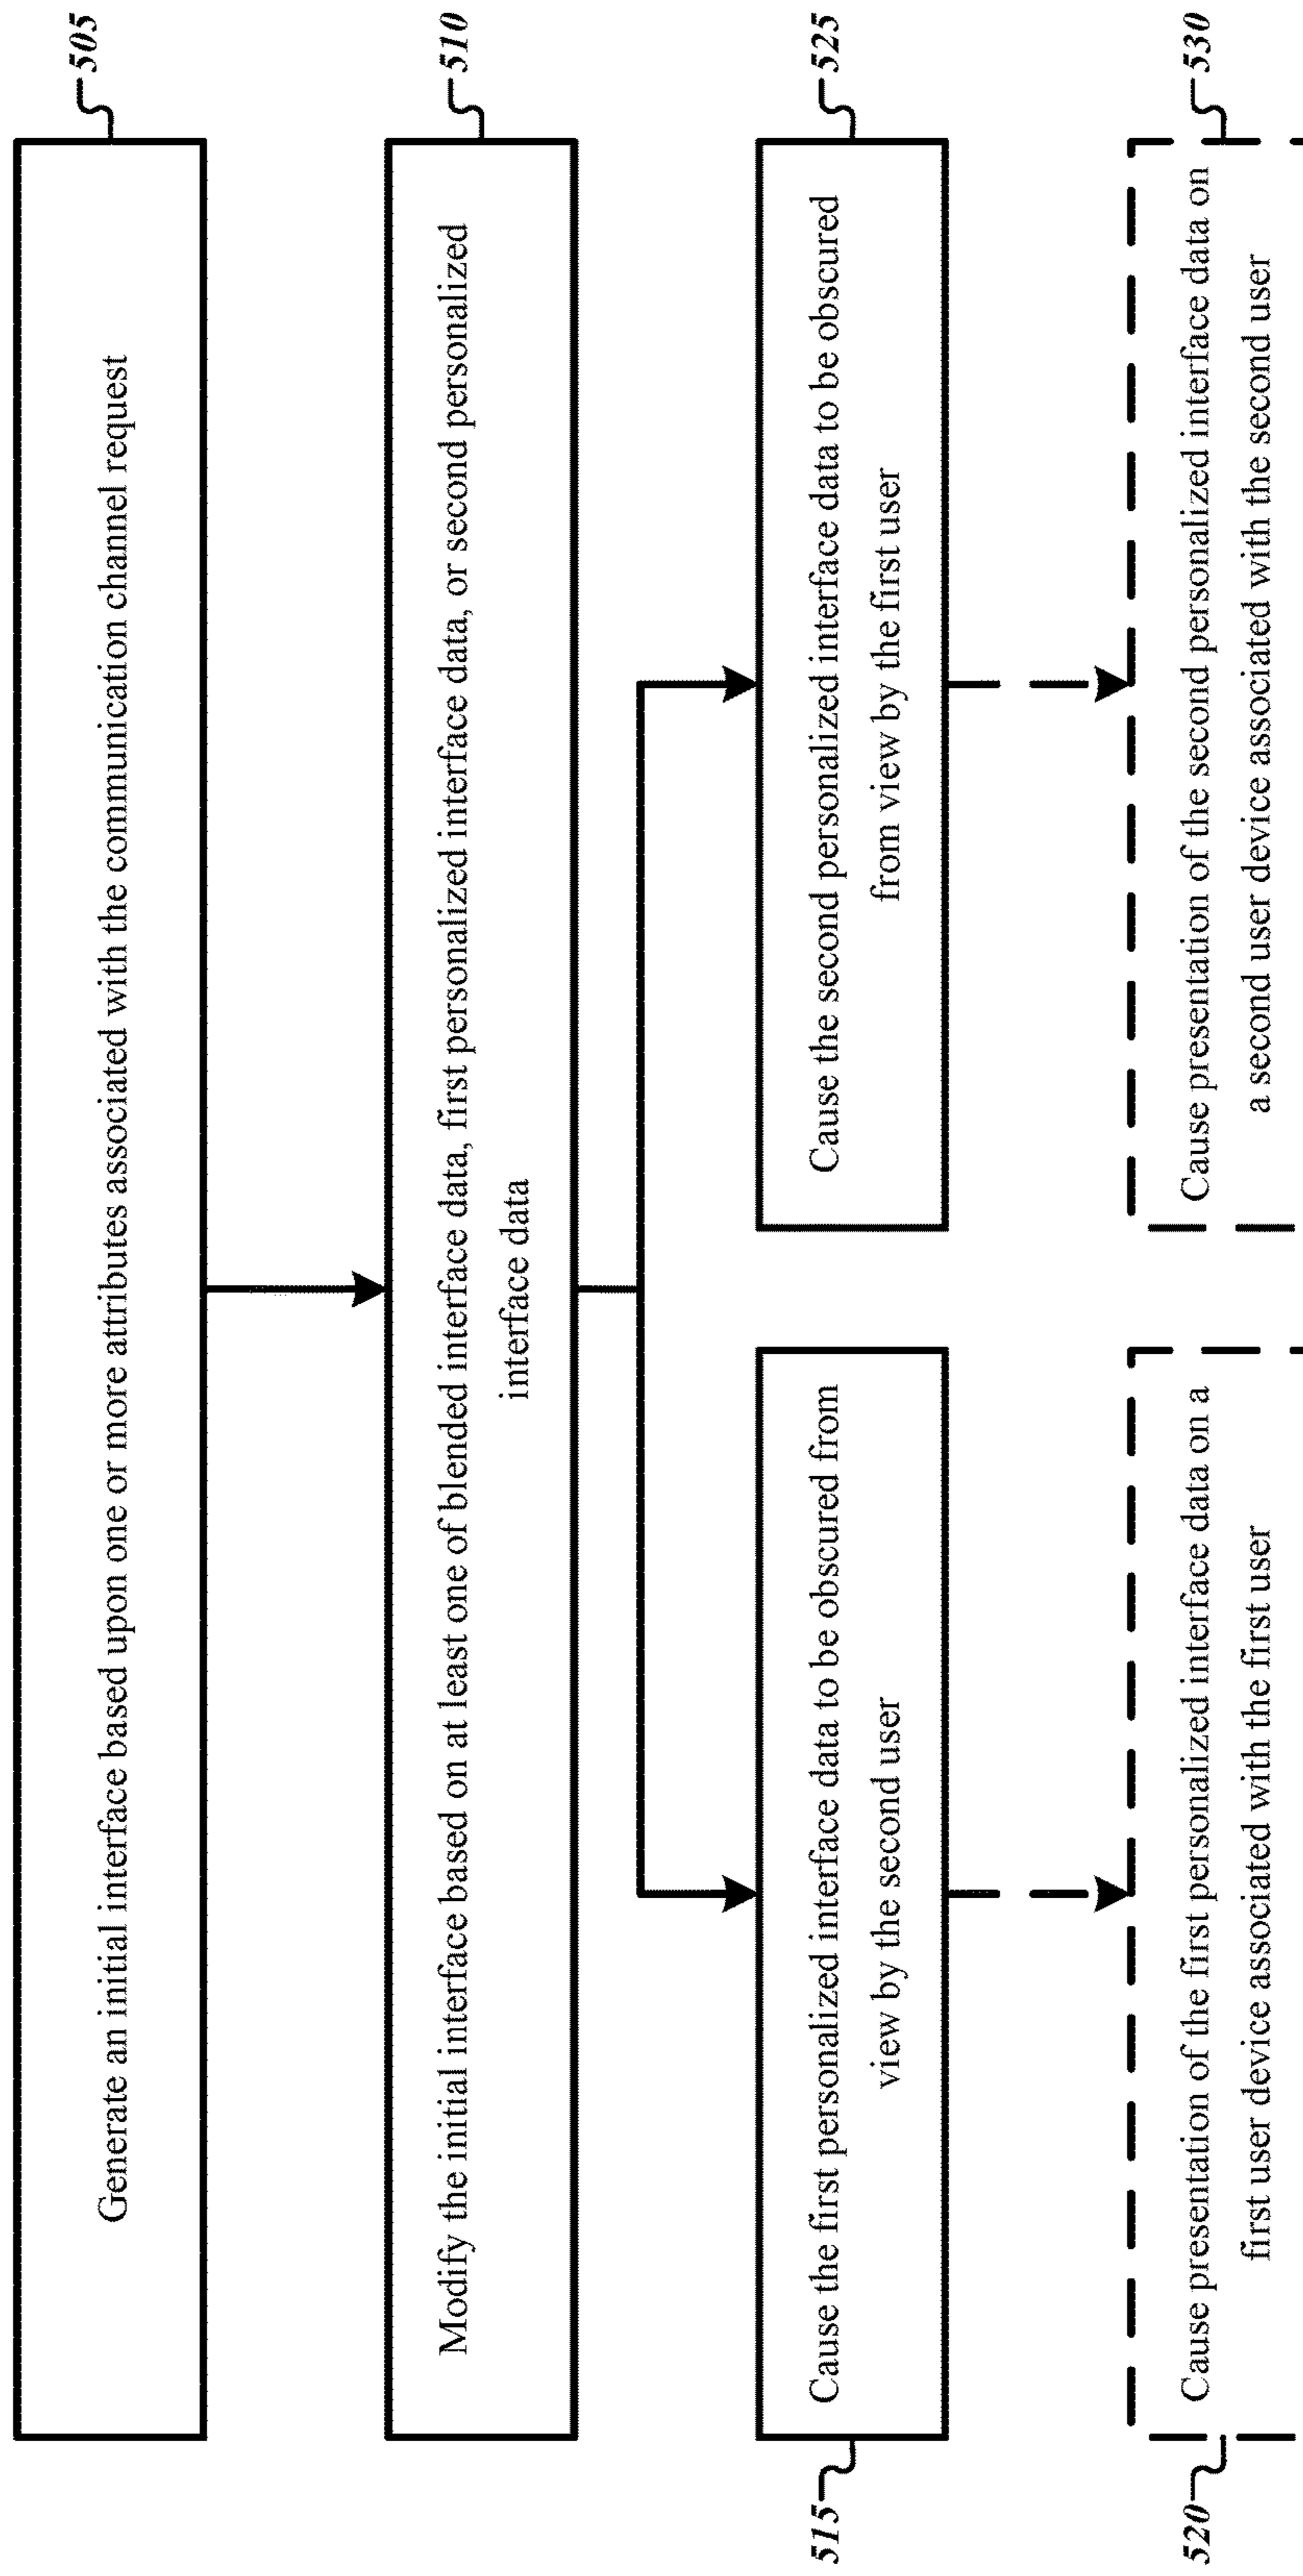 Generate an initial interface based upon one or more attributes associated with the communication channel request
505
Modify the initial interface based on at least one of blended interface data, first personalized interface data, or second personalized
interface data
510
515
Cause the first personalized interface data to be obscured from
view by the second user
Cause the second personalized interface data to be obscured
from view by the first user
525
520
Cause presentation of the first personalized interface data on a
first user device associated with the first user
Cause presentation of the second personalized interface data on
a second user device associated with the second user
530